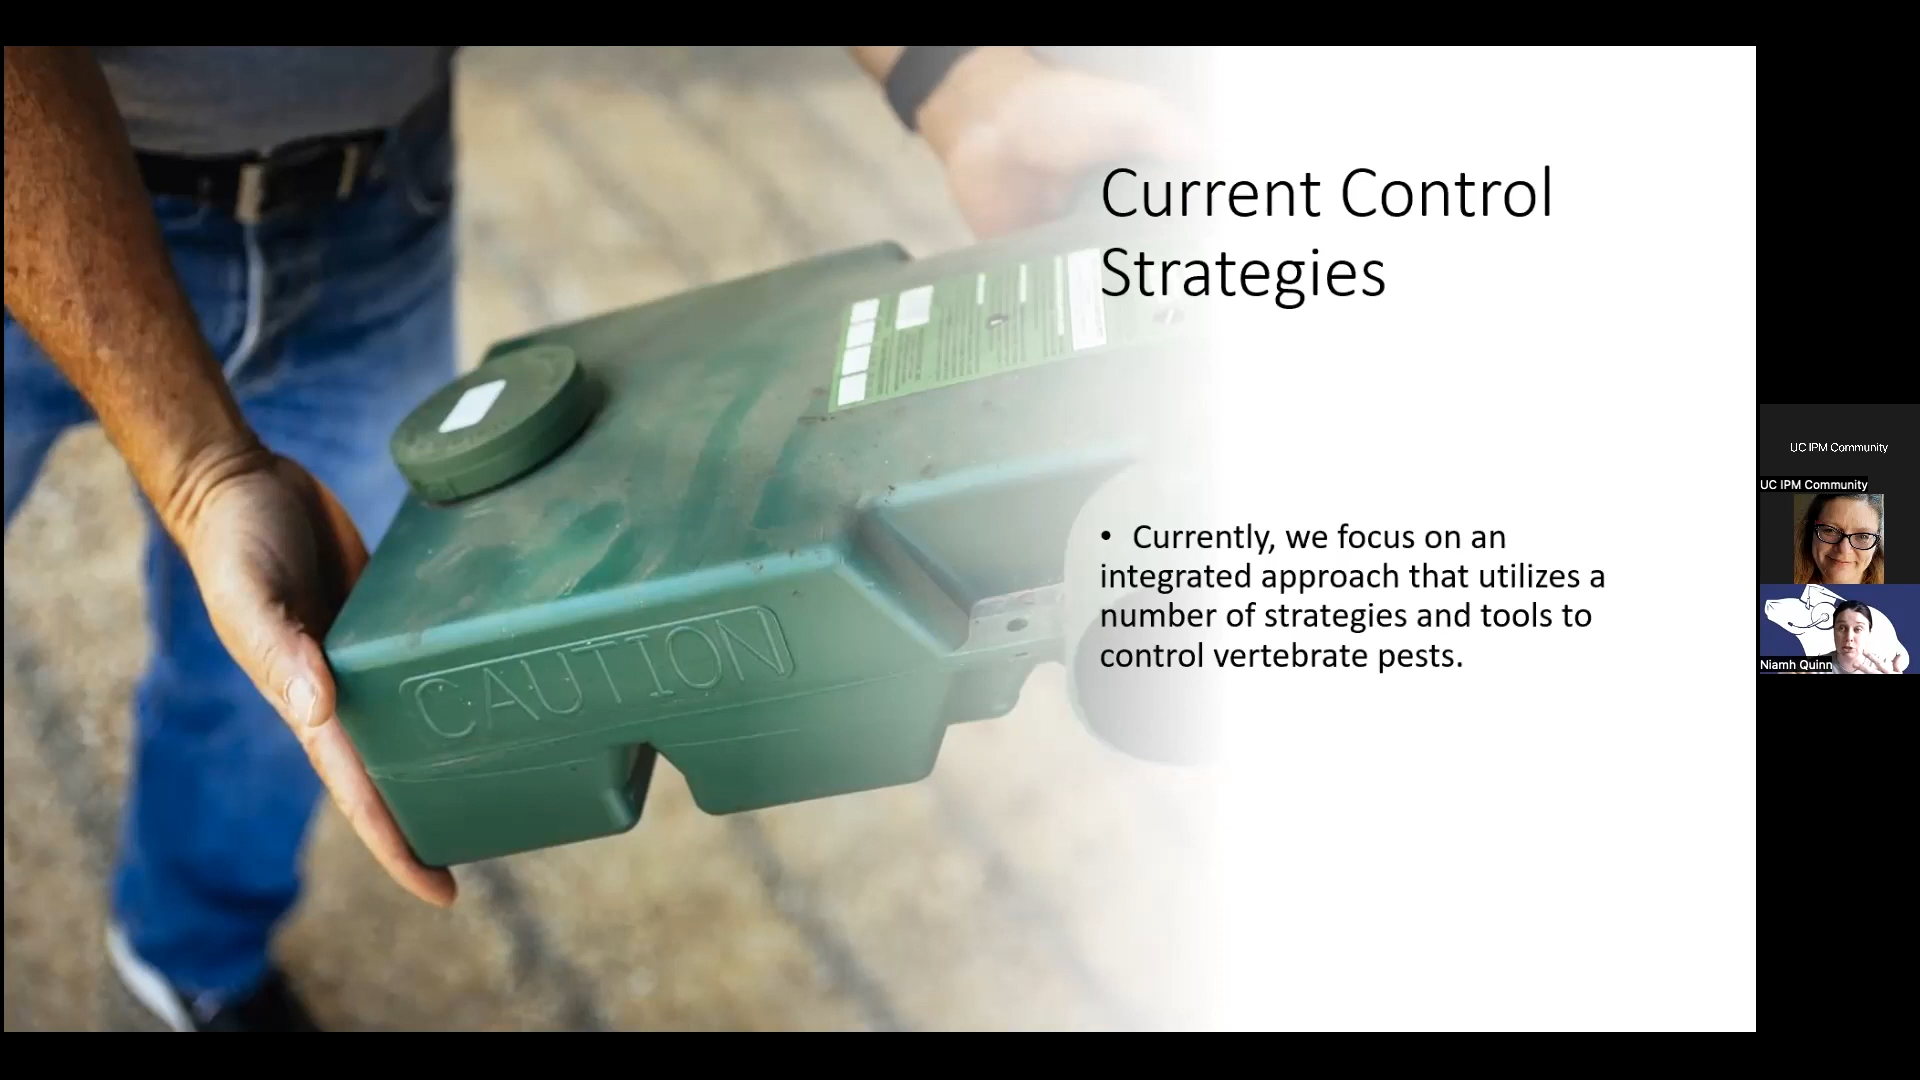 Current Control
Strategies
• Currently, we focus on an
integrated approach that utilizes a
number of strategies and tools to
control vertebrate pests.
CAUTION
UC IPM Community
UC IPM Community
Niamh Quinn